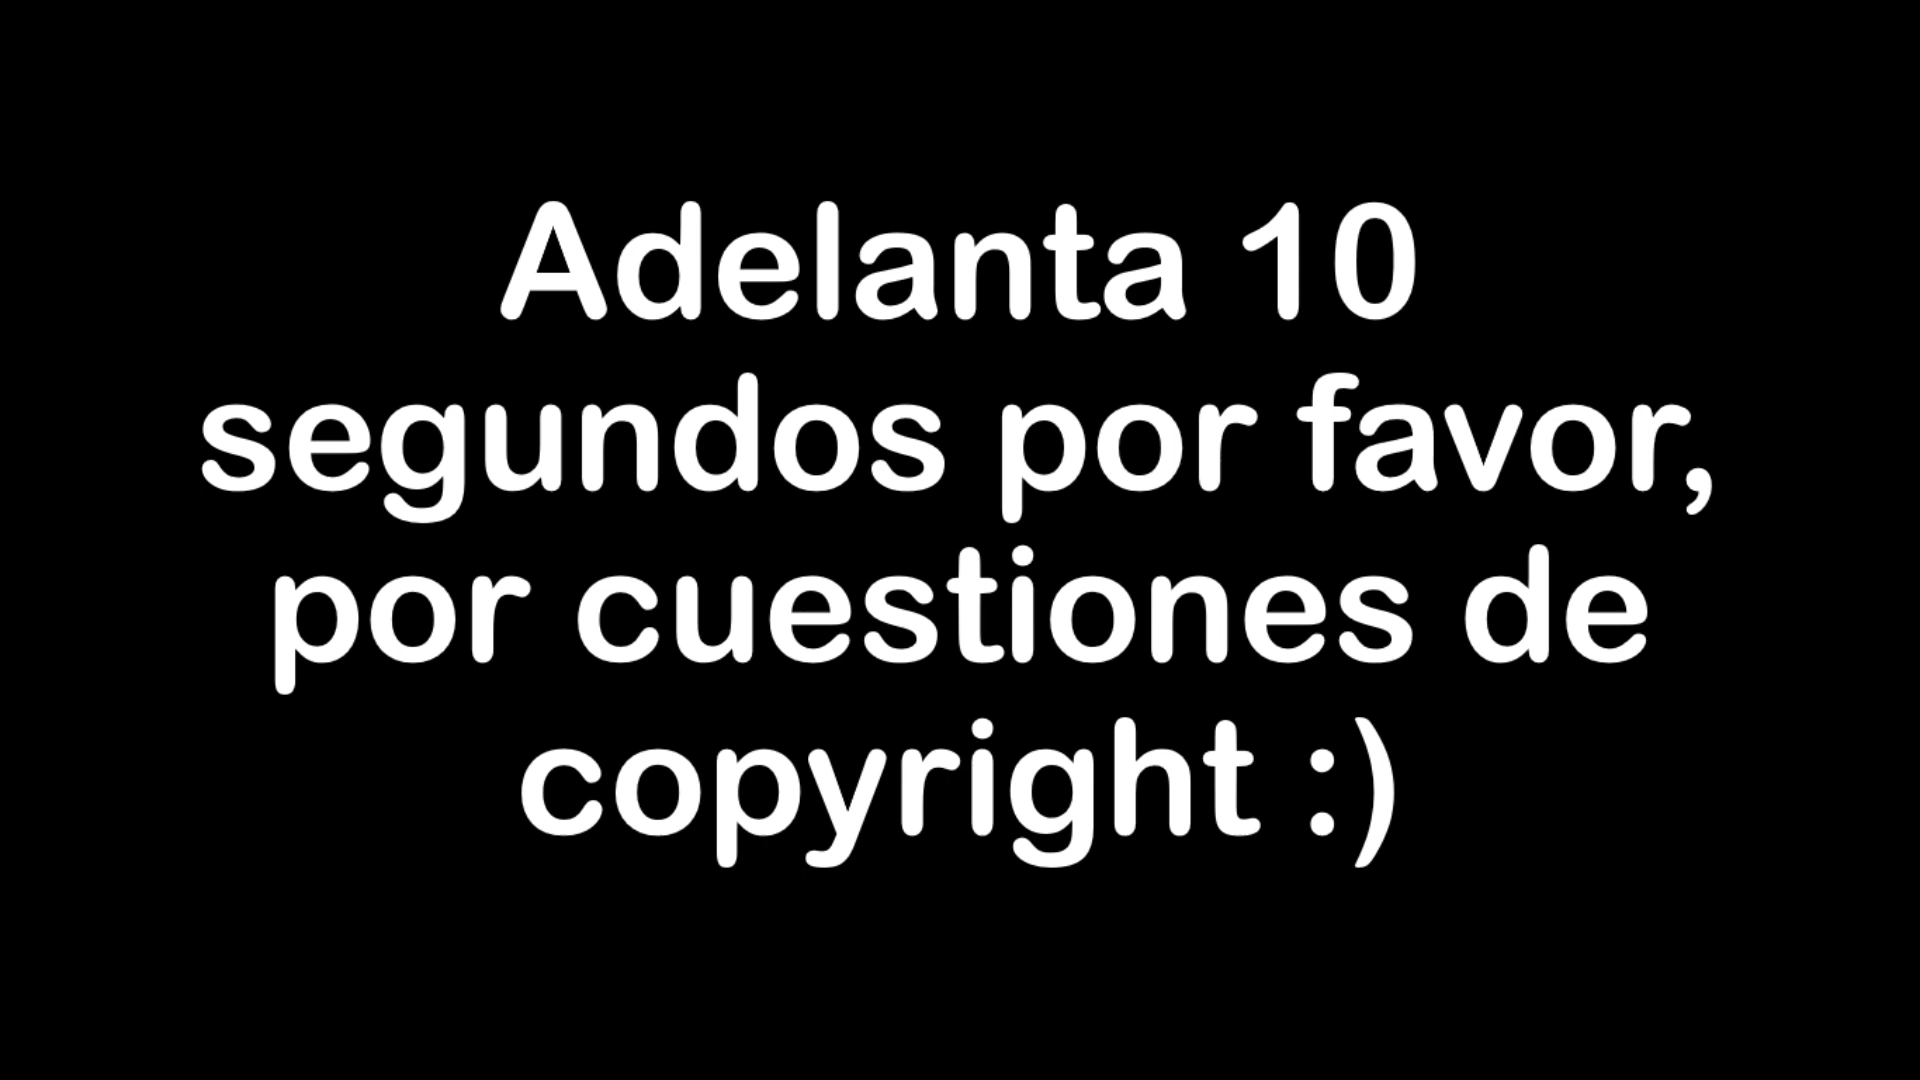 Adelanta 10
segundos por favor,
por cuestiones de
copyright :)